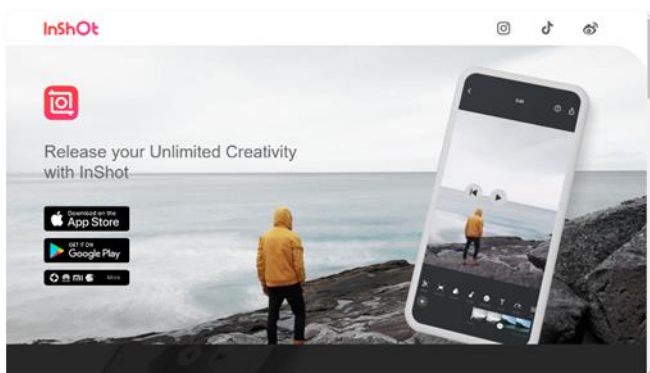 InShOt
Release your Unlimited Creativity
with InShot
Download on the
App Store
GET IT ON
Google Play
More